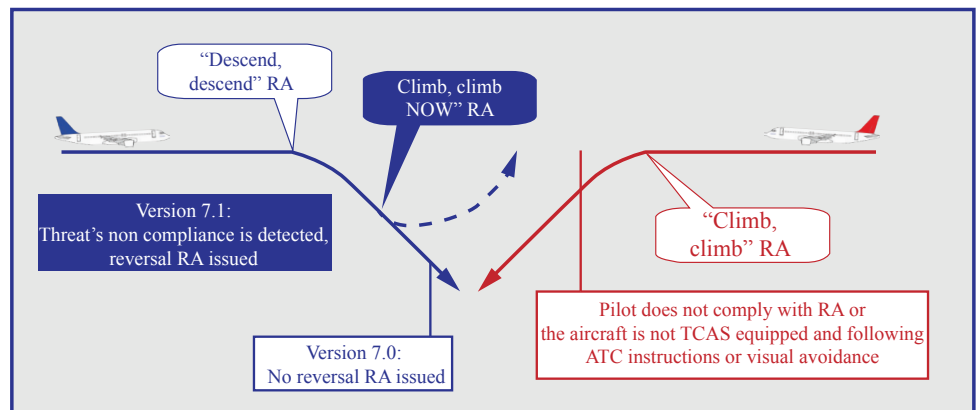 “Descend,
descend” RA
Climb, climb
NOW” RA
Version 7.1:
Threat’s non compliance is detected,
reversal RA issued
“Climb,
climb” RA
Version 7.0:
No reversal RA issued
Pilot does not comply with RA or
the aircraft is not TCAS equipped and following
ATC instructions or visual avoidance